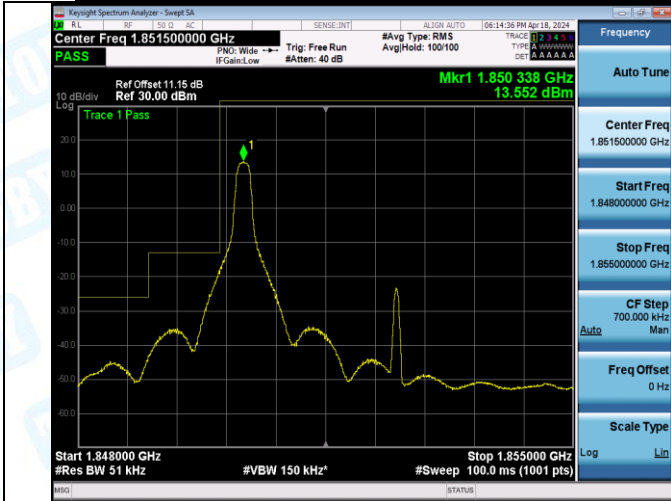 Keysight Spectrum Analyzer - Swept SA
RL RF 50 Ω AC SENSE:INT ALIGN AUTO 06:14:36 PM Apr 18, 2024
Center Freq 1.851500000 GHz
PASS
PNO: Wide
IFGain:Low
Trig: Free Run
#Atten: 40 dB
#Avg Type: RMS
Avg|Hold: 100/100
TRACE 1 2 3 4 5 6
TYPE A WWWWW
DET A A A A A A
Ref Offset 11.15 dB
10 dB/div Ref 30.00 dBm
Log
Mkr1 1.850 338 GHz
13.552 dBm
Trace 1 Pass
1
20.0
10.0
0.00
-10.0
-20.0
-30.0
-40.0
-50.0
-60.0
Start 1.848000 GHz
Stop 1.855000 GHz
#Res BW 51 kHz
#VBW 150 kHz*
#Sweep 100.0 ms (1001 pts)
MSG
STATUS
Frequency
Auto Tune
Center Freq
1.851500000 GHz
Start Freq
1.848000000 GHz
Stop Freq
1.855000000 GHz
CF Step
700.000 kHz
Auto Man
Freq Offset
0 Hz
Scale Type
Log Lin